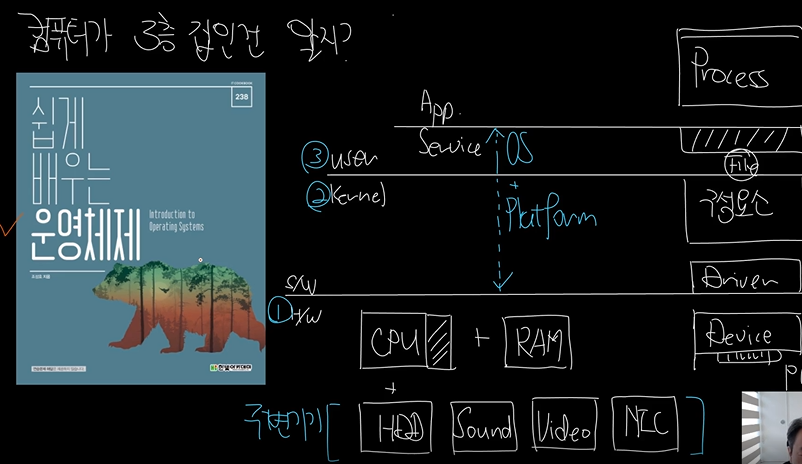 컴퓨터가 3층 집인건 알지?
IT COOKBOOK
238
쉽게
배우는
운영체제
Introduction to
Operating Systems
조성호 지음
한빛아카데미
App.
Service
OS
+
Platform
③ user
② Kernel
S/W
① H/W
CPU + RAM
+
주변기기 [ HDD Sound Video NIC ]
Process
File
구성요소
Driver
Device